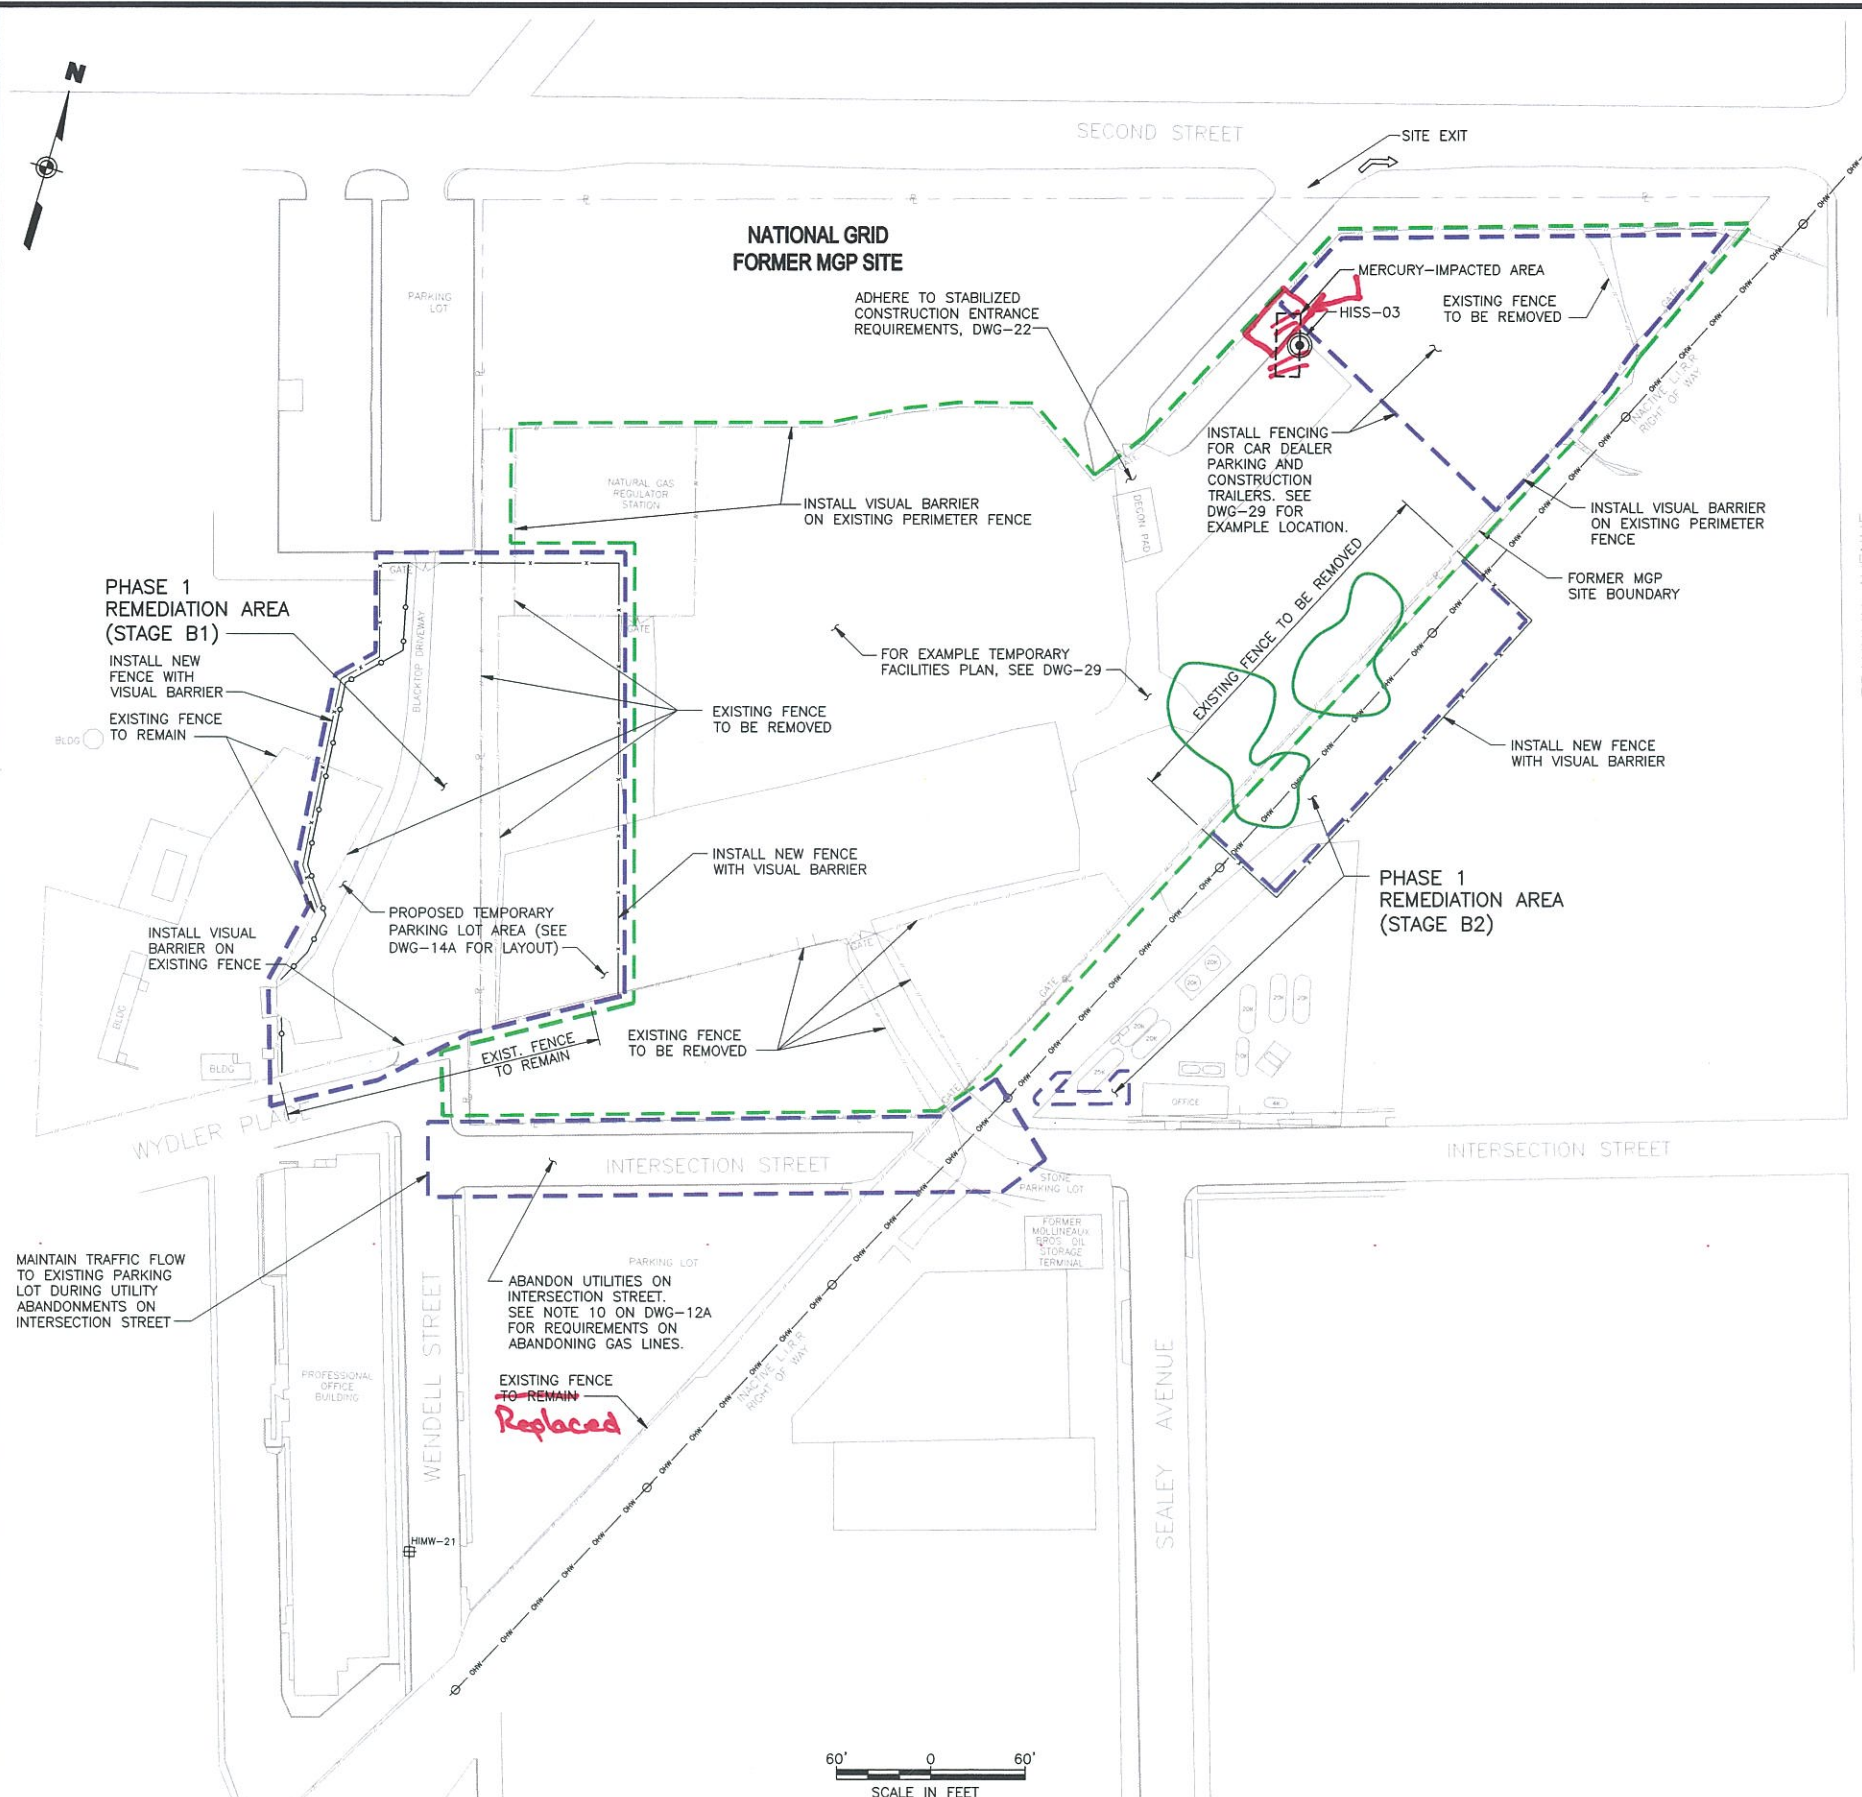 N
SECOND STREET
SITE EXIT
NATIONAL GRID
FORMER MGP SITE
PARKING
LOT
ADHERE TO STABILIZED
CONSTRUCTION ENTRANCE
REQUIREMENTS, DWG-22
MERCURY-IMPACTED AREA
HISS-03
EXISTING FENCE
TO BE REMOVED
GATE
INACTIVE L.I.R.R
RIGHT OF WAY
OHW
NATURAL GAS
REGULATOR
STATION
INSTALL VISUAL BARRIER
ON EXISTING PERIMETER FENCE
DECON PAD
INSTALL FENCING
FOR CAR DEALER
PARKING AND
CONSTRUCTION
TRAILERS. SEE
DWG-29 FOR
EXAMPLE LOCATION.
INSTALL VISUAL BARRIER
ON EXISTING PERIMETER
FENCE
FORMER MGP
SITE BOUNDARY
EXISTING FENCE TO BE REMOVED
PHASE 1
REMEDIATION AREA
(STAGE B1)
GATE
BLACKTOP DRIVEWAY
GATE
INSTALL NEW
FENCE WITH
VISUAL BARRIER
EXISTING FENCE
TO REMAIN
BLDG
FOR EXAMPLE TEMPORARY
FACILITIES PLAN, SEE DWG-29
EXISTING FENCE
TO BE REMOVED
INSTALL NEW FENCE
WITH VISUAL BARRIER
INSTALL NEW FENCE
WITH VISUAL BARRIER
PHASE 1
REMEDIATION AREA
(STAGE B2)
PROPOSED TEMPORARY
PARKING LOT AREA (SEE
DWG-14A FOR LAYOUT)
INSTALL VISUAL
BARRIER ON
EXISTING FENCE
GATE
GATE
20K
20K
20K
25K
25K
20K
20K
25K
BLDG
BLDG
EXIST. FENCE
TO REMAIN
EXISTING FENCE
TO BE REMOVED
GATE
OFFICE
WYDLER PLACE
INTERSECTION STREET
INTERSECTION STREET
STONE
PARKING LOT
FORMER
MOLLINEAUX
BROS OIL
STORAGE
TERMINAL
MAINTAIN TRAFFIC FLOW
TO EXISTING PARKING
LOT DURING UTILITY
ABANDONMENTS ON
INTERSECTION STREET
PARKING LOT
ABANDON UTILITIES ON
INTERSECTION STREET.
SEE NOTE 10 ON DWG-12A
FOR REQUIREMENTS ON
ABANDONING GAS LINES.
EXISTING FENCE
TO REMAIN
Replaced
PROFESSIONAL
OFFICE
BUILDING
WENDELL STREET
INACTIVE L.I.R.R
RIGHT OF WAY
SEALEY AVENUE
HIMW-21
60' 0 60'
SCALE IN FEET